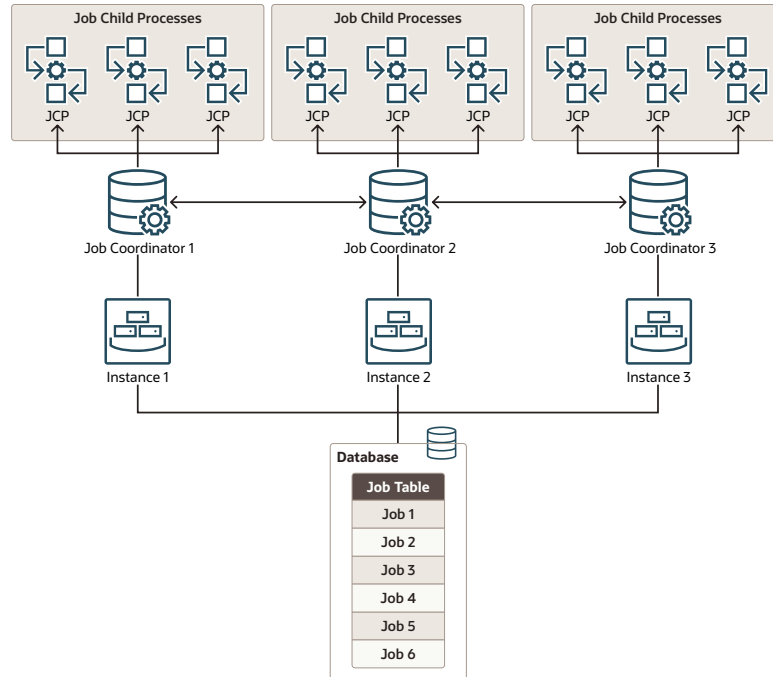 Job Child Processes
Job Child Processes
Job Child Processes
JCP
JCP
JCP
JCP
JCP
JCP
JCP
JCP
JCP
Job Coordinator 1
Job Coordinator 2
Job Coordinator 3
Instance 1
Instance 2
Instance 3
Database
Job Table
Job 1
Job 2
Job 3
Job 4
Job 5
Job 6